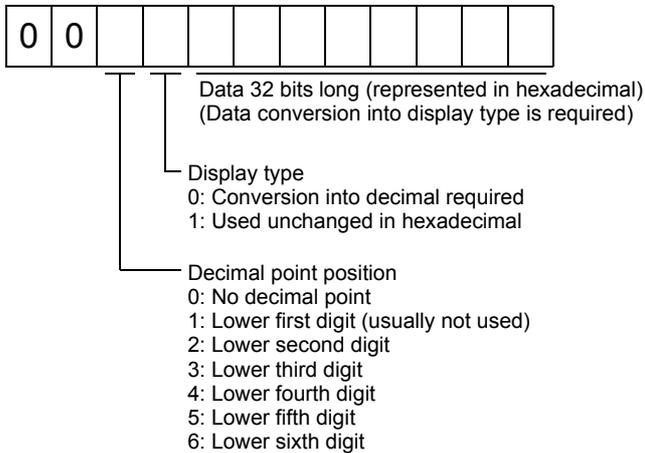 0 0
Data 32 bits long (represented in hexadecimal)
(Data conversion into display type is required)
Display type
0: Conversion into decimal required
1: Used unchanged in hexadecimal
Decimal point position
0: No decimal point
1: Lower first digit (usually not used)
2: Lower second digit
3: Lower third digit
4: Lower fourth digit
5: Lower fifth digit
6: Lower sixth digit